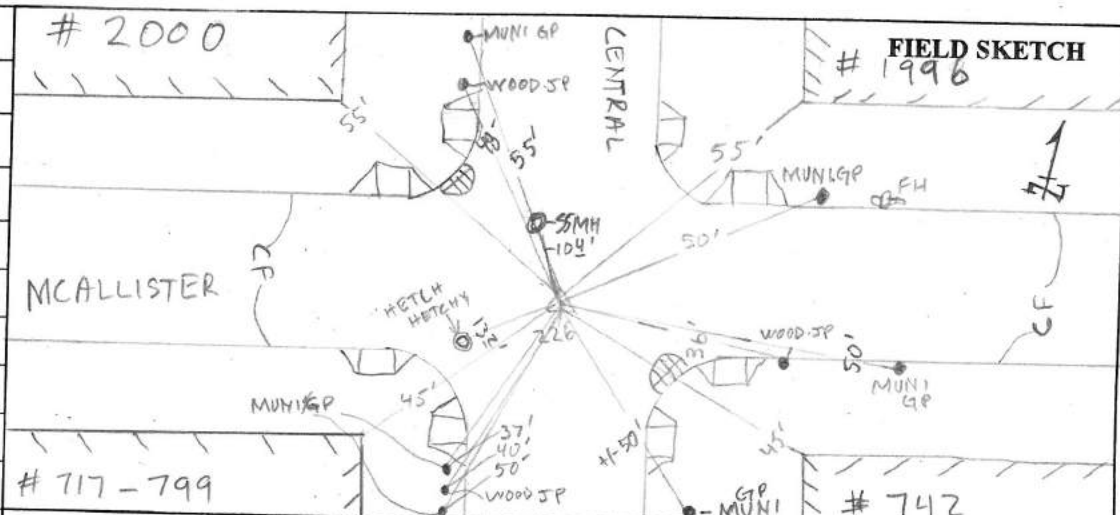 # 2000
MUNI GP
WOOD JP
CENTRAL
FIELD SKETCH
# 1996
55'
55'
55'
MUNI GP
FH
SSMH
50'
CF
MCALLISTER
HETCH
HETCHY
226
WOOD JP
36'
50'
CF
MUNI
GP
45'
MUNI GP
37'
40'
50'
WOOD JP
+/-50'
45'
# 717-799
GP
MUNI
# 742